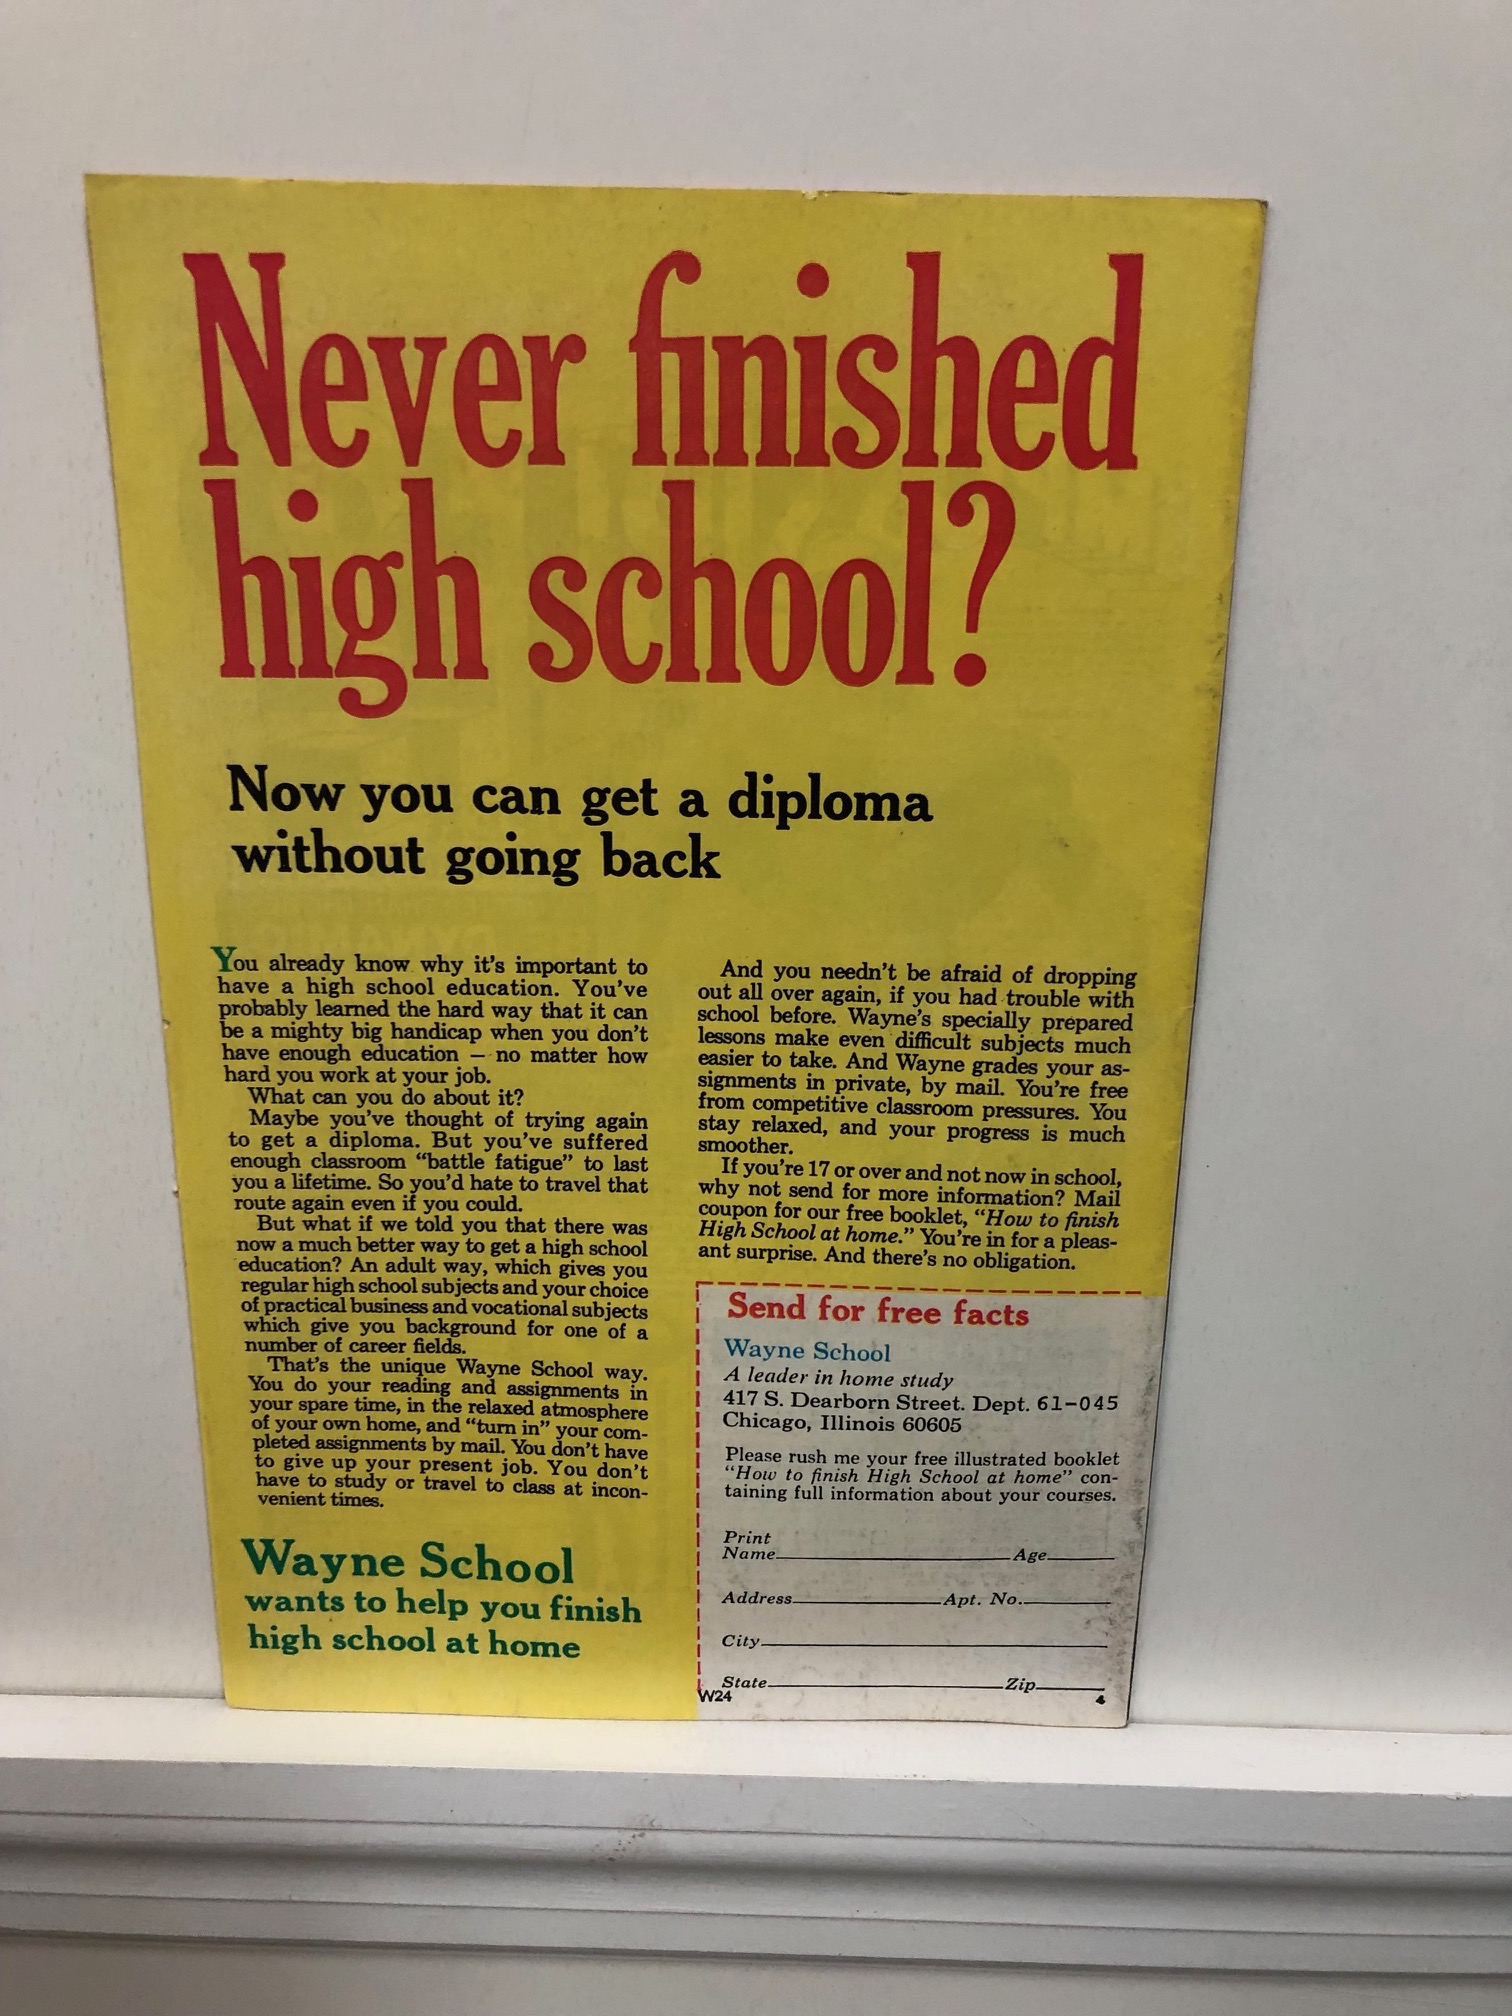 Never finished
high school?
Now you can get a diploma
without going back
You already know why it's important to
have a high school education. You've
probably learned the hard way that it can
be a mighty big handicap when you don't
have enough education — no matter how
hard you work at your job.
What can you do about it?
Maybe you've thought of trying again
to get a diploma. But you've suffered
enough classroom "battle fatigue" to last
you a lifetime. So you'd hate to travel that
route again even if you could.
But what if we told you that there was
now a much better way to get a high school
education? An adult way, which gives you
regular high school subjects and your choice
of practical business and vocational subjects
which give you background for one of a
number of career fields.
That's the unique Wayne School way.
You do your reading and assignments in
your spare time, in the relaxed atmosphere
of your own home, and "turn in" your com-
pleted assignments by mail. You don't have
to give up your present job. You don't
have to study or travel to class at incon-
venient times.
Wayne School
wants to help you finish
high school at home
And you needn't be afraid of dropping
out all over again, if you had trouble with
school before. Wayne's specially prepared
lessons make even difficult subjects much
easier to take. And Wayne grades your as-
signments in private, by mail. You're free
from competitive classroom pressures. You
stay relaxed, and your progress is much
smoother.
If you're 17 or over and not now in school,
why not send for more information? Mail
coupon for our free booklet, "How to finish
High School at home." You're in for a pleas-
ant surprise. And there's no obligation.
Send for free facts
Wayne School
A leader in home study
417 S. Dearborn Street. Dept. 61-045
Chicago, Illinois 60605
Please rush me your free illustrated booklet
"How to finish High School at home" con-
taining full information about your courses.
Print
Name Age
Address Apt. No.
City
State Zip
W24 4